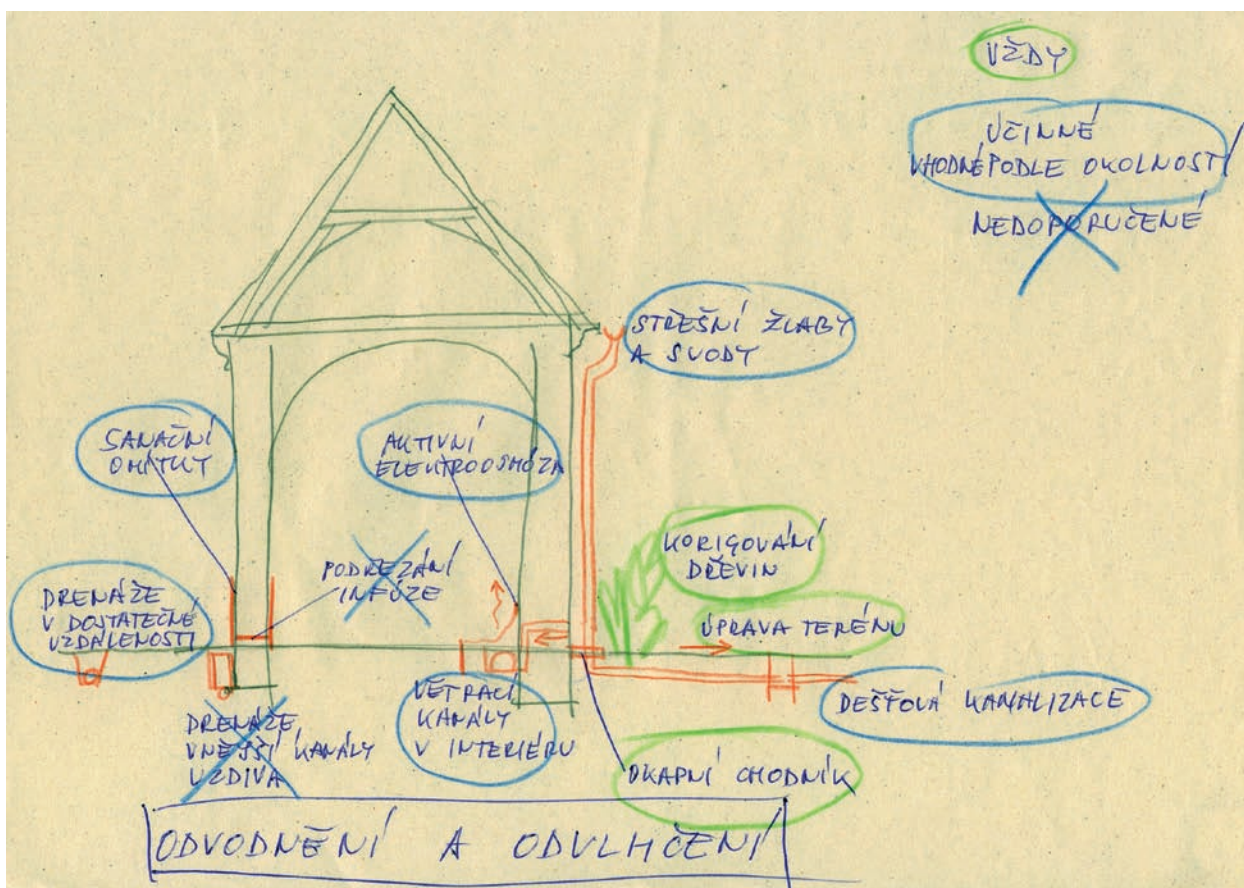 VŽDY
ÚČINNÉ
VHODNÉ PODLE OKOLNOSTÍ
NEDOPORUČENÉ
STŘEŠNÍ ŽLABY
A SVODY
SANAČNÍ
OMÍTKY
AKTIVNÍ
ELEKTROOSMÓZA
KORIGOVÁNÍ
DŘEVIN
PODŘEZÁNÍ
INFÚZE
DRENÁŽE
V DOSTATEČNÉ
VZDÁLENOSTI
ÚPRAVA TERÉNU
VĚTRACÍ
KANÁLY
V INTERIÉRU
DEŠŤOVÁ KANALIZACE
DRENÁŽE
VNĚJŠÍ KANÁLY
U ZDIVA
OKAPNÍ CHODNÍK
ODVODNĚNÍ A ODVLHČENÍ